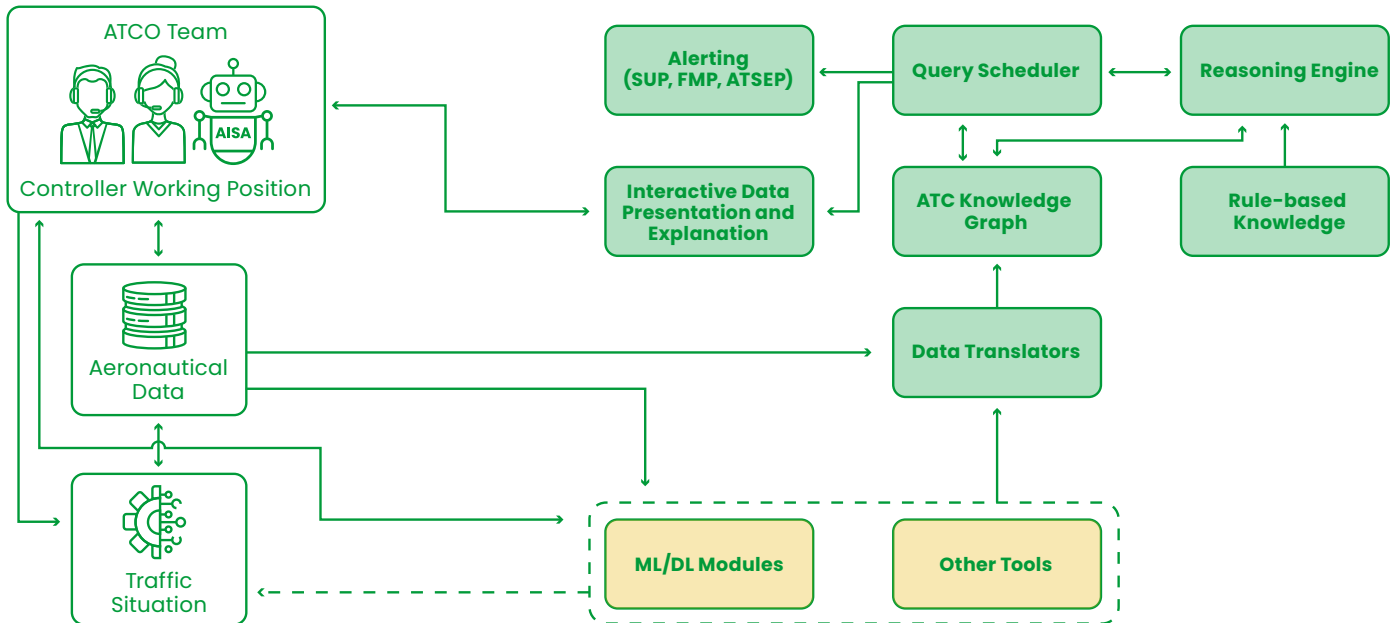 ATCO Team
AISA
Controller Working Position
Alerting
(SUP, FMP, ATSEP)
Query Scheduler
Reasoning Engine
Interactive Data
Presentation and
Explanation
ATC Knowledge
Graph
Rule-based
Knowledge
Aeronautical
Data
Data Translators
Traffic
Situation
ML/DL Modules
Other Tools